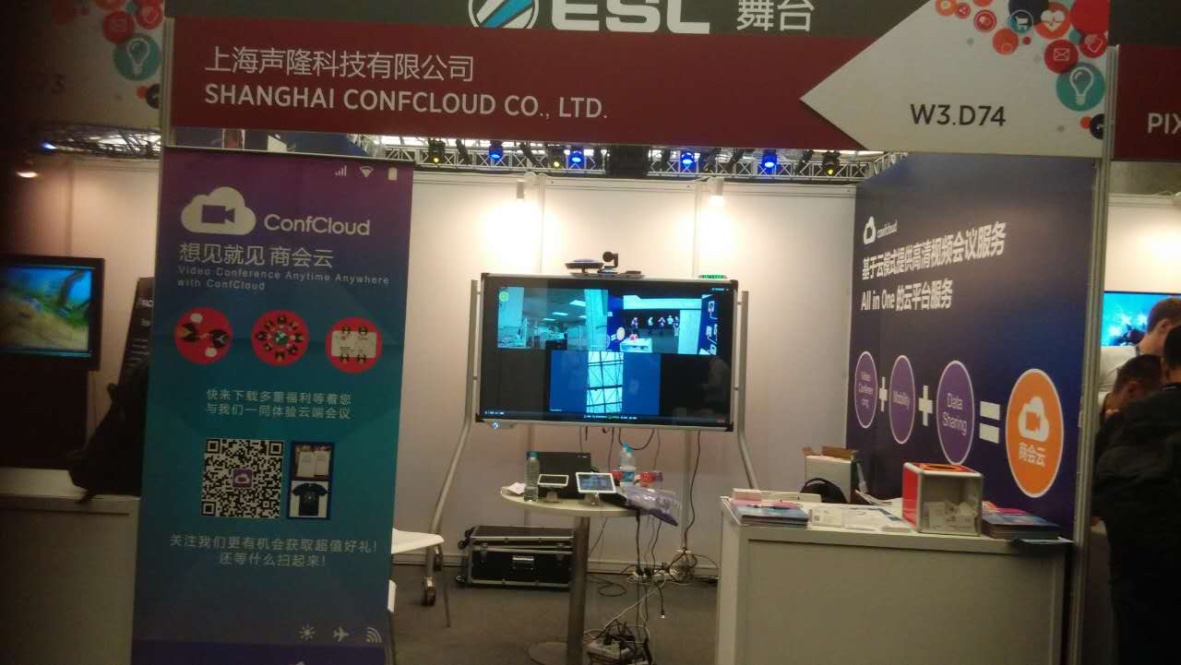 ESL 舞台
上海声隆科技有限公司
SHANGHAI CONFCLOUD CO., LTD.
W3.D74
PIX
ConfCloud
想见就见 商会云
Video Conference Anytime Anywhere
with ConfCloud
快来下载多重福利等着您
与我们一同体验云端会议
关注我们更有机会获取超值好礼!
还等什么扫起来!
confcloud
基于云模式提供高清视频会议服务
All in One 的云平台服务
Video
Conferenc
ing
+
Mobility
+
Data
Sharing
=
商会云